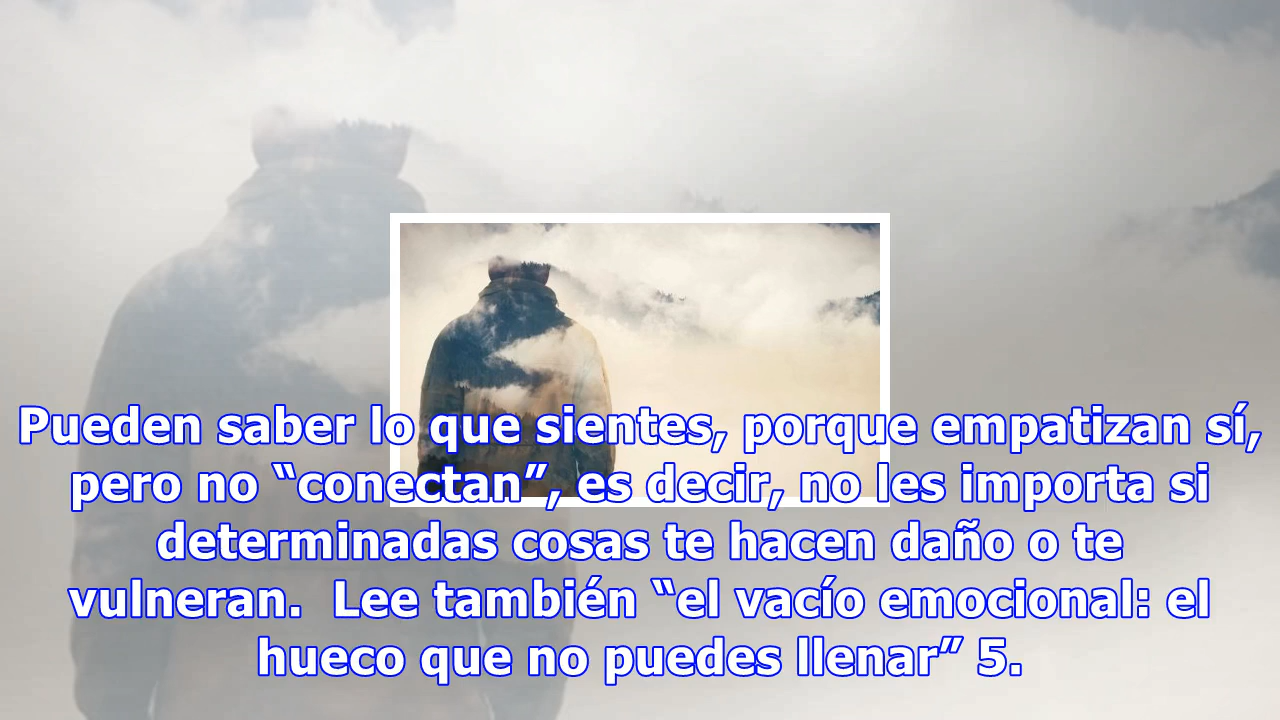 Pueden saber lo que sientes, porque empatizan sí,
pero no “conectan”, es decir, no les importa si
determinadas cosas te hacen daño o te
vulneran.  Lee también “el vacío emocional: el
hueco que no puedes llenar” 5.